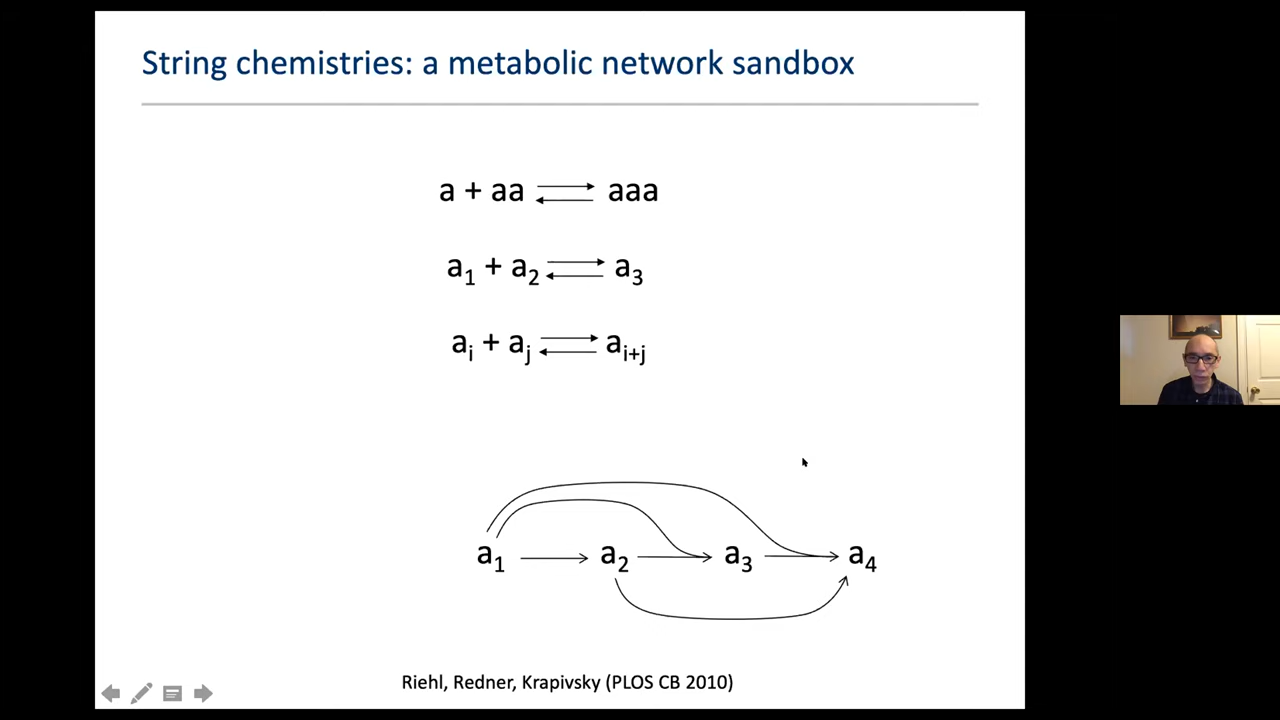 String chemistries: a metabolic network sandbox
a + aa ⇌ aaa
a₁ + a₂ ⇌ a₃
aᵢ + aⱼ ⇌ aᵢ₊ⱼ
a₁ → a₂ → a₃ → a₄
Riehl, Redner, Krapivsky (PLOS CB 2010)